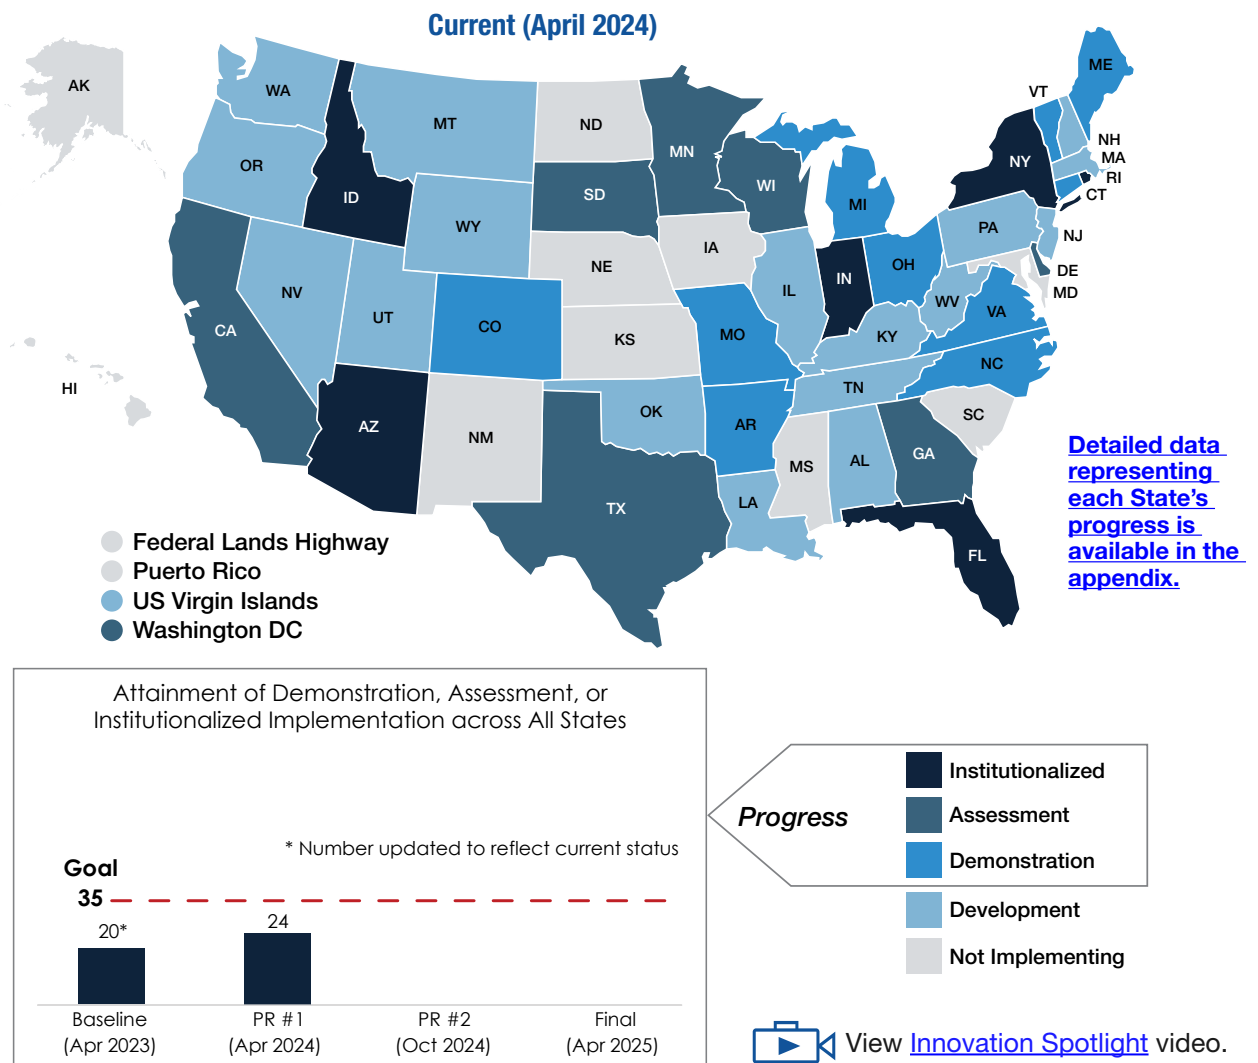 Current (April 2024)
AK
WA
MT
ND
MN
ME
VT
NH
MA
RI
CT
NY
OR
ID
SD
WI
MI
WY
IA
PA
NJ
NE
OH
DE
MD
NV
IL
IN
WV
VA
UT
CO
KS
MO
KY
CA
NC
HI
TN
AZ
OK
AR
SC
NM
MS
AL
GA
LA
TX
FL
Detailed data
representing
each State's
progress is
available in the
appendix.
Federal Lands Highway
Puerto Rico
US Virgin Islands
Washington DC
Attainment of Demonstration, Assessment, or
Institutionalized Implementation across All States
* Number updated to reflect current status
Goal
35
20*
24
Baseline
(Apr 2023)
PR #1
(Apr 2024)
PR #2
(Oct 2024)
Final
(Apr 2025)
Progress
Institutionalized
Assessment
Demonstration
Development
Not Implementing
View Innovation Spotlight video.